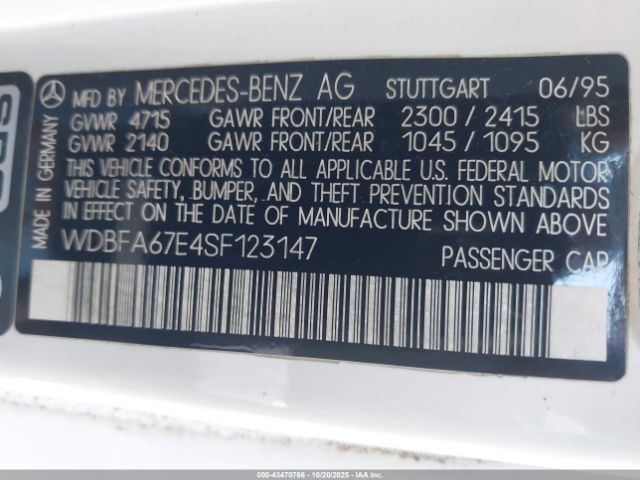 MFD BY MERCEDES-BENZ AG STUTTGART 06/95
GVWR 4715 GAWR FRONT/REAR 2300 / 2415 LBS
GVWR 2140 GAWR FRONT/REAR 1045 / 1095 KG
THIS VEHICLE CONFORMS TO ALL APPLICABLE U.S. FEDERAL MOTOR
VEHICLE SAFETY, BUMPER, AND THEFT PREVENTION STANDARDS
IN EFFECT ON THE DATE OF MANUFACTURE SHOWN ABOVE
WDBFA67E4SF123147 PASSENGER CAR
MADE IN GERMANY
000-43470766 - 10/20/2025 - IAA Inc.